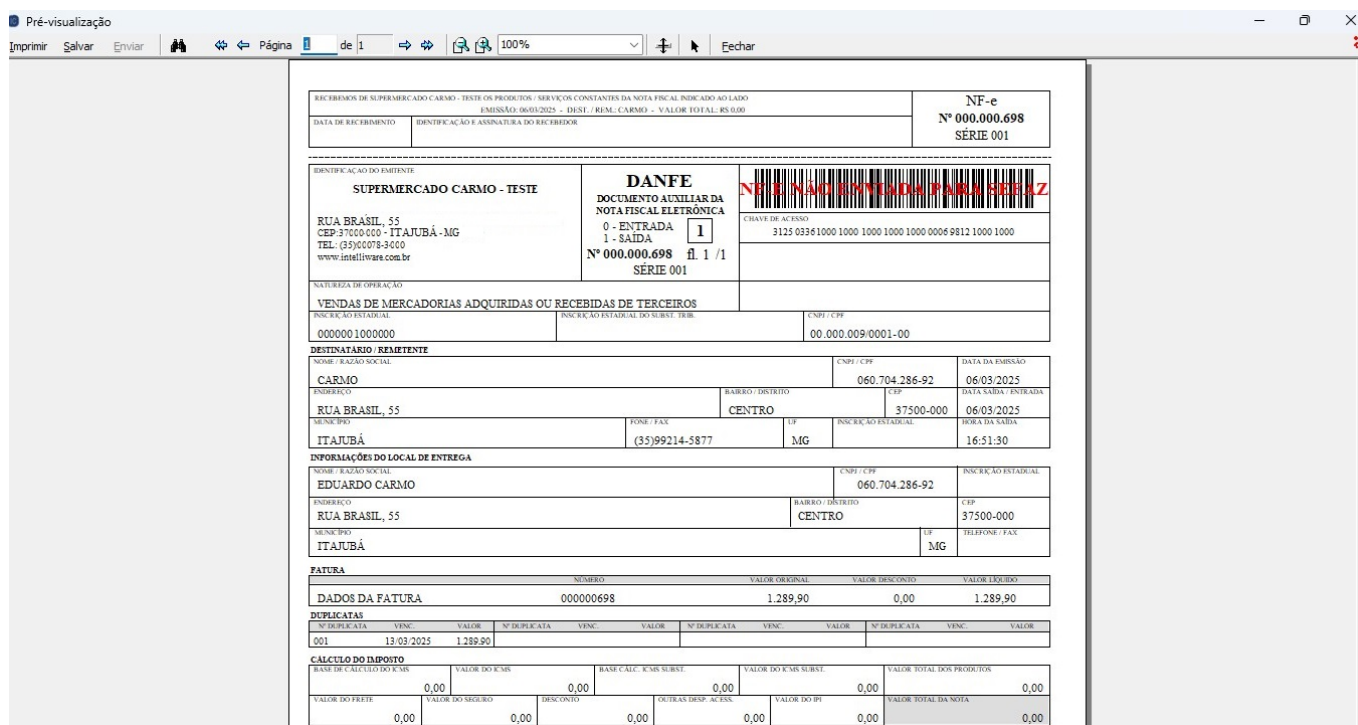 Pré-visualização
Imprimir Salvar Enviar Página 1 de 1 100% Fechar
RECEBEMOS DE SUPERMERCADO CARMO - TESTE OS PRODUTOS / SERVIÇOS CONSTANTES DA NOTA FISCAL INDICADO AO LADO
EMISSÃO: 06/03/2025 - DEST. / REM.: CARMO - VALOR TOTAL: R$ 0,00
NF-e
Nº 000.000.698
SÉRIE 001
DATA DE RECEBIMENTO IDENTIFICAÇÃO E ASSINATURA DO RECEBEDOR
IDENTIFICAÇÃO DO EMITENTE
SUPERMERCADO CARMO - TESTE
RUA BRASIL, 55
CEP:37000-000 - ITAJUBÁ - MG
TEL: (35)00078-3000
www.intelliware.com.br
DANFE
DOCUMENTO AUXILIAR DA
NOTA FISCAL ELETRÔNICA
0 - ENTRADA
1 - SAÍDA
1
Nº 000.000.698 fl. 1 /1
SÉRIE 001
NF E NÃO ENVIADA PARA SEFAZ
CHAVE DE ACESSO
3125 0336 1000 1000 1000 1000 1000 0006 9812 1000 1000
NATUREZA DE OPERAÇÃO
VENDAS DE MERCADORIAS ADQUIRIDAS OU RECEBIDAS DE TERCEIROS
INSCRIÇÃO ESTADUAL INSCRIÇÃO ESTADUAL DO SUBST. TRIB. CNPJ / CPF
0000001000000 00.000.009/0001-00
DESTINATÁRIO / REMETENTE
NOME / RAZÃO SOCIAL CNPJ / CPF DATA DA EMISSÃO
CARMO 060.704.286-92 06/03/2025
ENDEREÇO BAIRRO / DISTRITO CEP DATA SAÍDA / ENTRADA
RUA BRASIL, 55 CENTRO 37500-000 06/03/2025
MUNICÍPIO FONE / FAX UF INSCRIÇÃO ESTADUAL HORA DA SAÍDA
ITAJUBÁ (35)99214-5877 MG 16:51:30
INFORMAÇÕES DO LOCAL DE ENTREGA
NOME / RAZÃO SOCIAL CNPJ / CPF INSCRIÇÃO ESTADUAL
EDUARDO CARMO 060.704.286-92
ENDEREÇO BAIRRO / DISTRITO CEP
RUA BRASIL, 55 CENTRO 37500-000
MUNICÍPIO UF TELEFONE / FAX
ITAJUBÁ MG
FATURA
NÚMERO VALOR ORIGINAL VALOR DESCONTO VALOR LÍQUIDO
DADOS DA FATURA 000000698 1.289,90 0,00 1.289,90
DUPLICATAS
Nº DUPLICATA VENC. VALOR Nº DUPLICATA VENC. VALOR Nº DUPLICATA VENC. VALOR Nº DUPLICATA VENC. VALOR
001 13/03/2025 1.289.90
CÁLCULO DO IMPOSTO
BASE DE CÁLCULO DO ICMS VALOR DO ICMS BASE CÁLC. ICMS SUBST. VALOR DO ICMS SUBST. VALOR TOTAL DOS PRODUTOS
0,00 0,00 0,00 0,00 0,00
VALOR DO FRETE VALOR DO SEGURO DESCONTO OUTRAS DESP. ACESS. VALOR DO IPI VALOR TOTAL DA NOTA
0,00 0,00 0,00 0,00 0,00 0,00